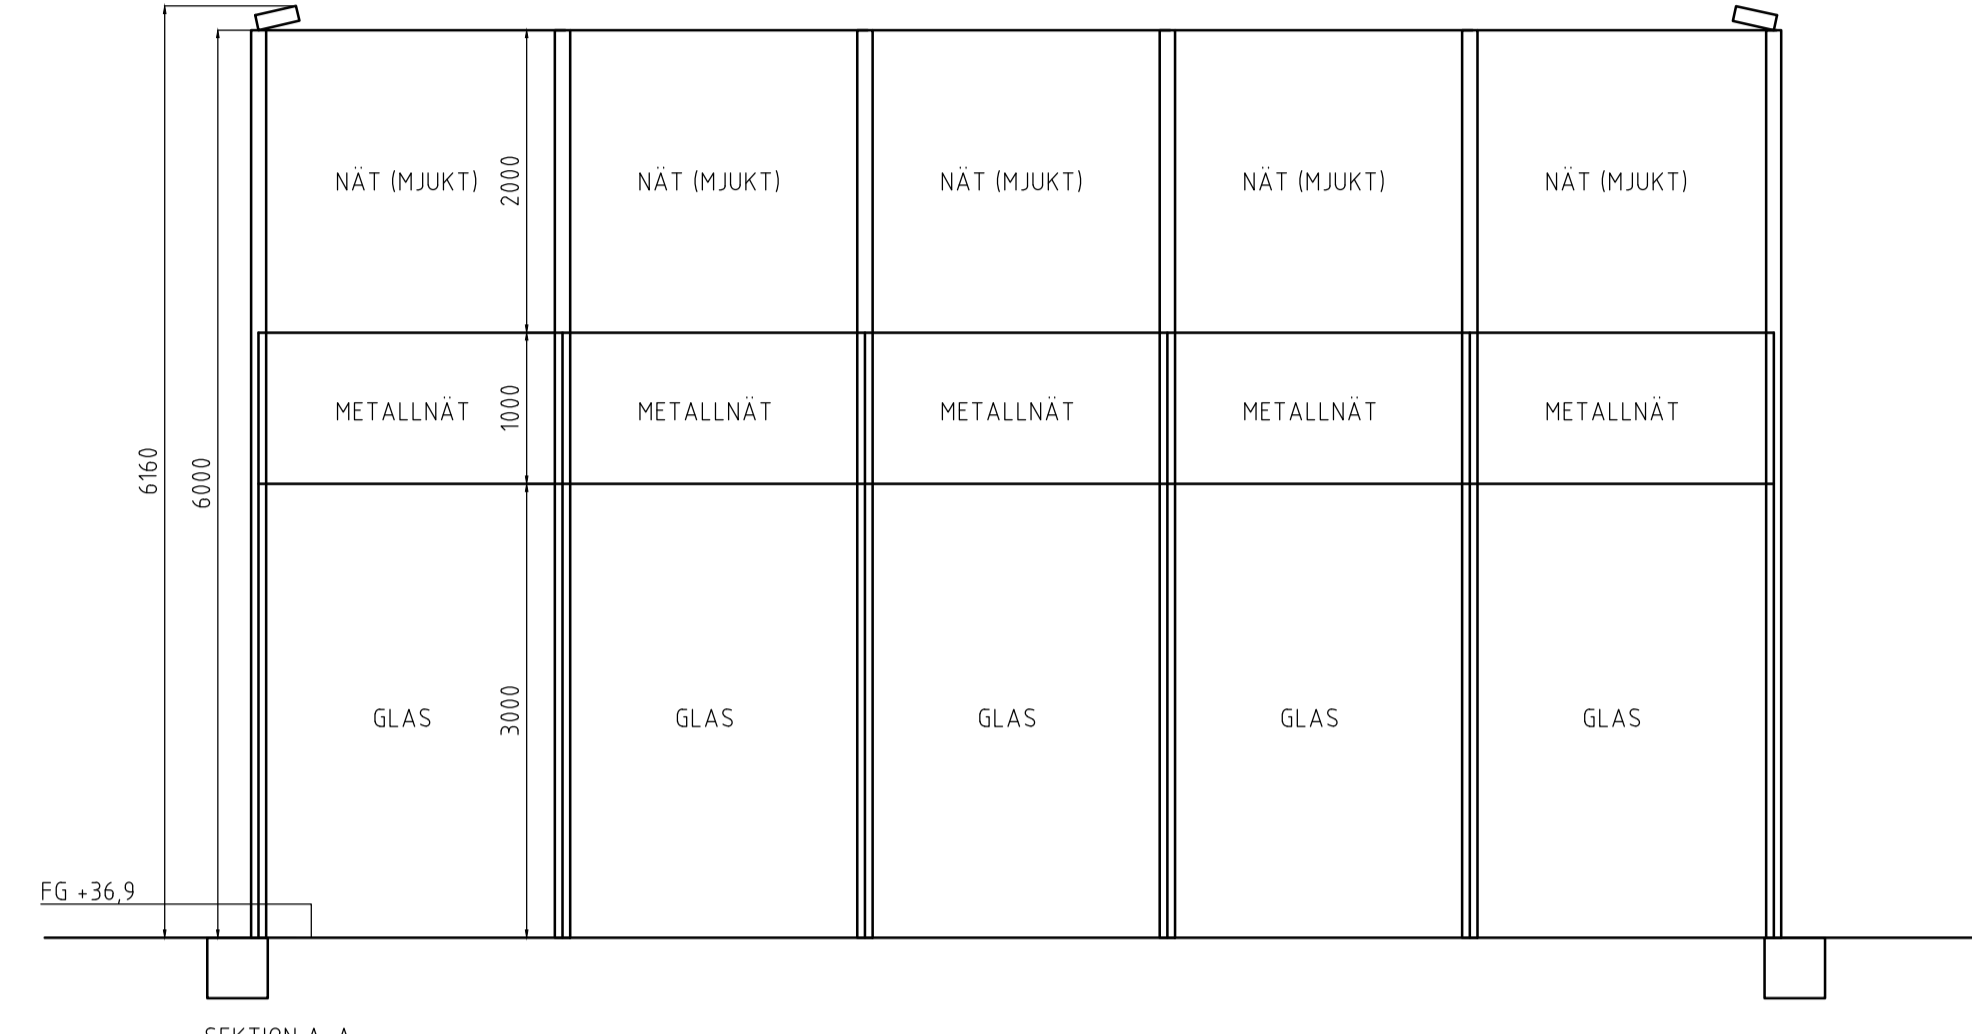 NÄT (MJUKT) 2000 NÄT (MJUKT) NÄT (MJUKT) NÄT (MJUKT) NÄT (MJUKT)
METALLNÄT 1000 METALLNÄT METALLNÄT METALLNÄT METALLNÄT
6160
6000
GLAS 3000 GLAS GLAS GLAS GLAS
FG +36,9
SEKTION A-A